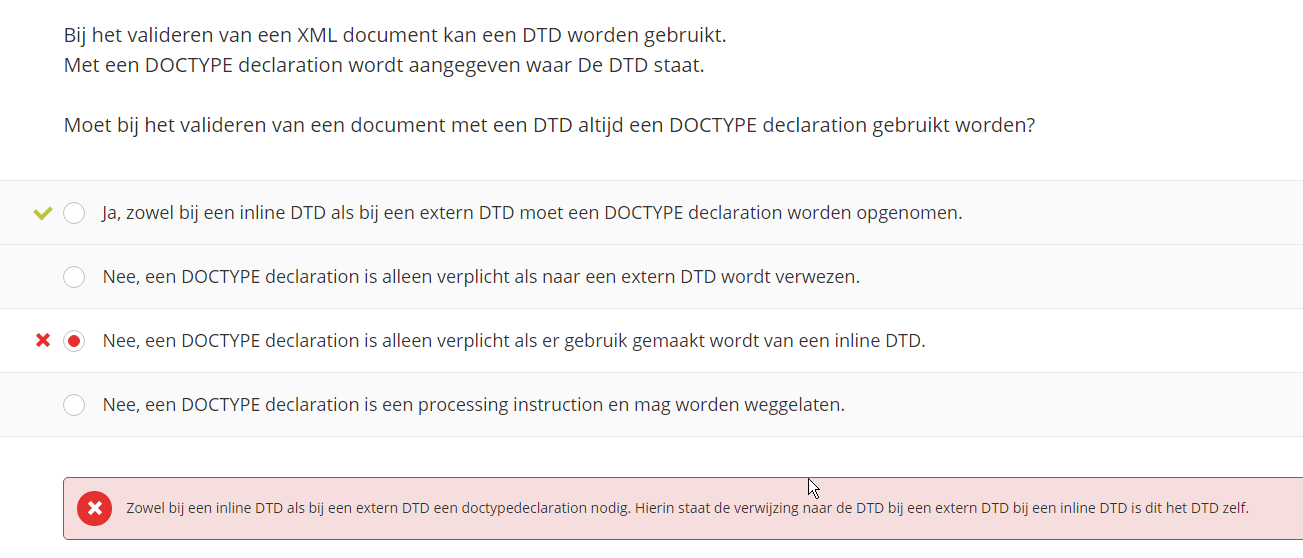 Bij het valideren van een XML document kan een DTD worden gebruikt.
Met een DOCTYPE declaration wordt aangegeven waar De DTD staat.
Moet bij het valideren van een document met een DTD altijd een DOCTYPE declaration gebruikt worden?
Ja, zowel bij een inline DTD als bij een extern DTD moet een DOCTYPE declaration worden opgenomen.
Nee, een DOCTYPE declaration is alleen verplicht als naar een extern DTD wordt verwezen.
Nee, een DOCTYPE declaration is alleen verplicht als er gebruik gemaakt wordt van een inline DTD.
Nee, een DOCTYPE declaration is een processing instruction en mag worden weggelaten.
Zowel bij een inline DTD als bij een extern DTD een doctypedeclaration nodig. Hierin staat de verwijzing naar de DTD bij een extern DTD bij een inline DTD is dit het DTD zelf.